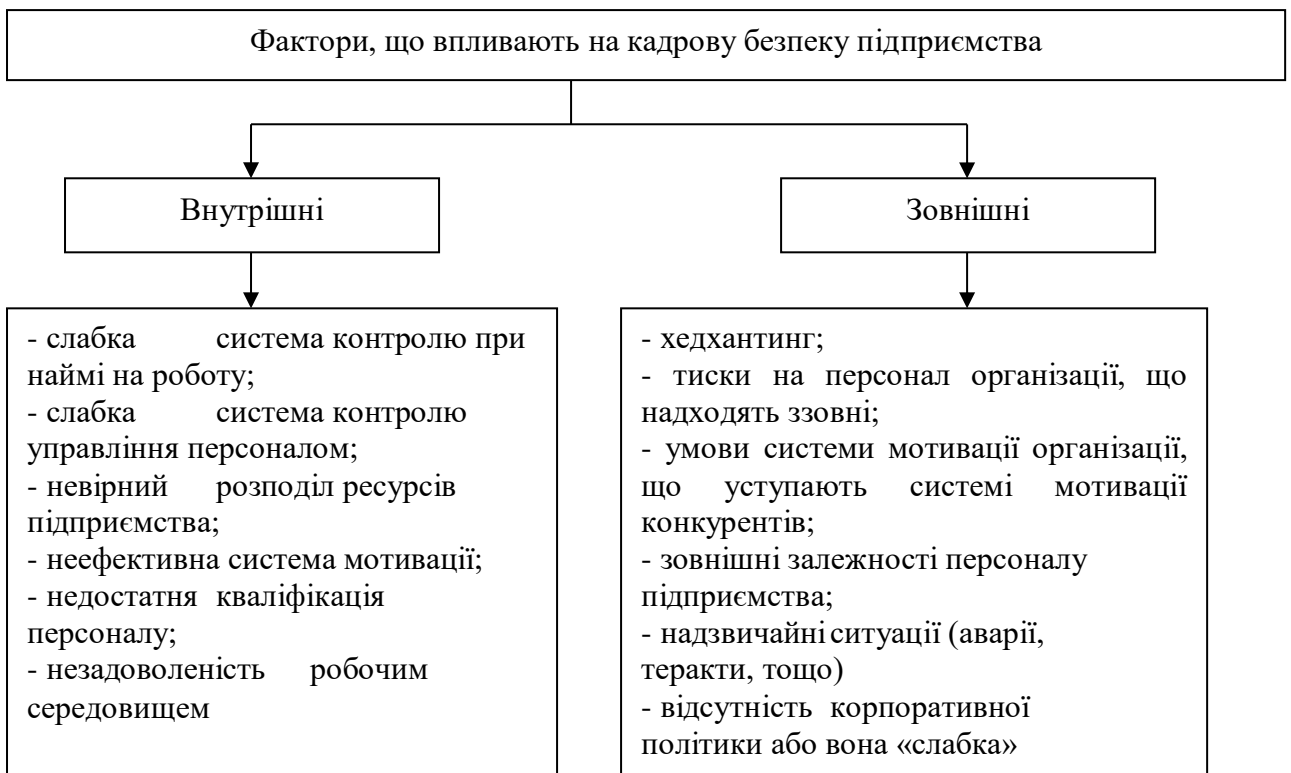 Фактори, що впливають на кадрову безпеку підприємства
Внутрішні
Зовнішні
- слабка система контролю при
наймі на роботу;
- слабка система контролю
управління персоналом;
- невірний розподіл ресурсів
підприємства;
- неефективна система мотивації;
- недостатня кваліфікація
персоналу;
- незадоволеність робочим
середовищем
- хедхантинг;
- тиски на персонал організації, що
надходять ззовні;
- умови системи мотивації організації,
що уступають системі мотивації
конкурентів;
- зовнішні залежності персоналу
підприємства;
- надзвичайні ситуації (аварії,
теракти, тощо)
- відсутність корпоративної
політики або вона «слабка»